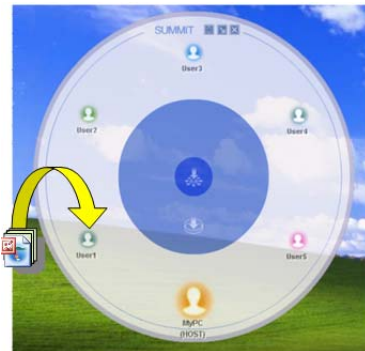 SUMMIT
User3
User7
User4
User1
User5
MyPC
(HOST)